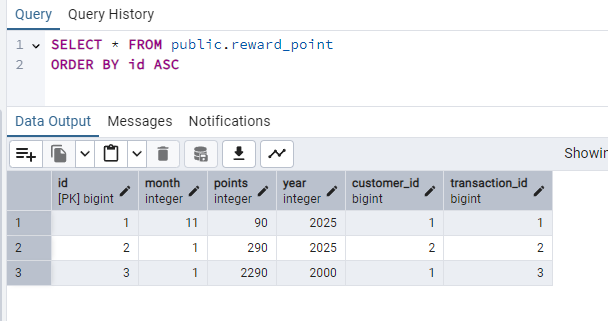 Query Query History
1 SELECT * FROM public.reward_point
2 ORDER BY id ASC
Data Output Messages Notifications
Showin
id month points year customer_id transaction_id
[PK] bigint integer integer integer bigint bigint
1 1 11 90 2025 1 1
2 2 1 290 2025 2 2
3 3 1 2290 2000 1 3